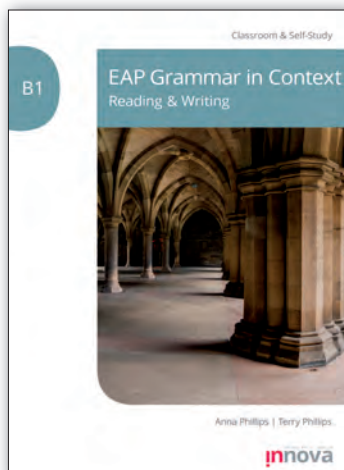 Classroom & Self-Study
B1
EAP Grammar in Context
Reading & Writing
Anna Phillips | Terry Phillips
innova